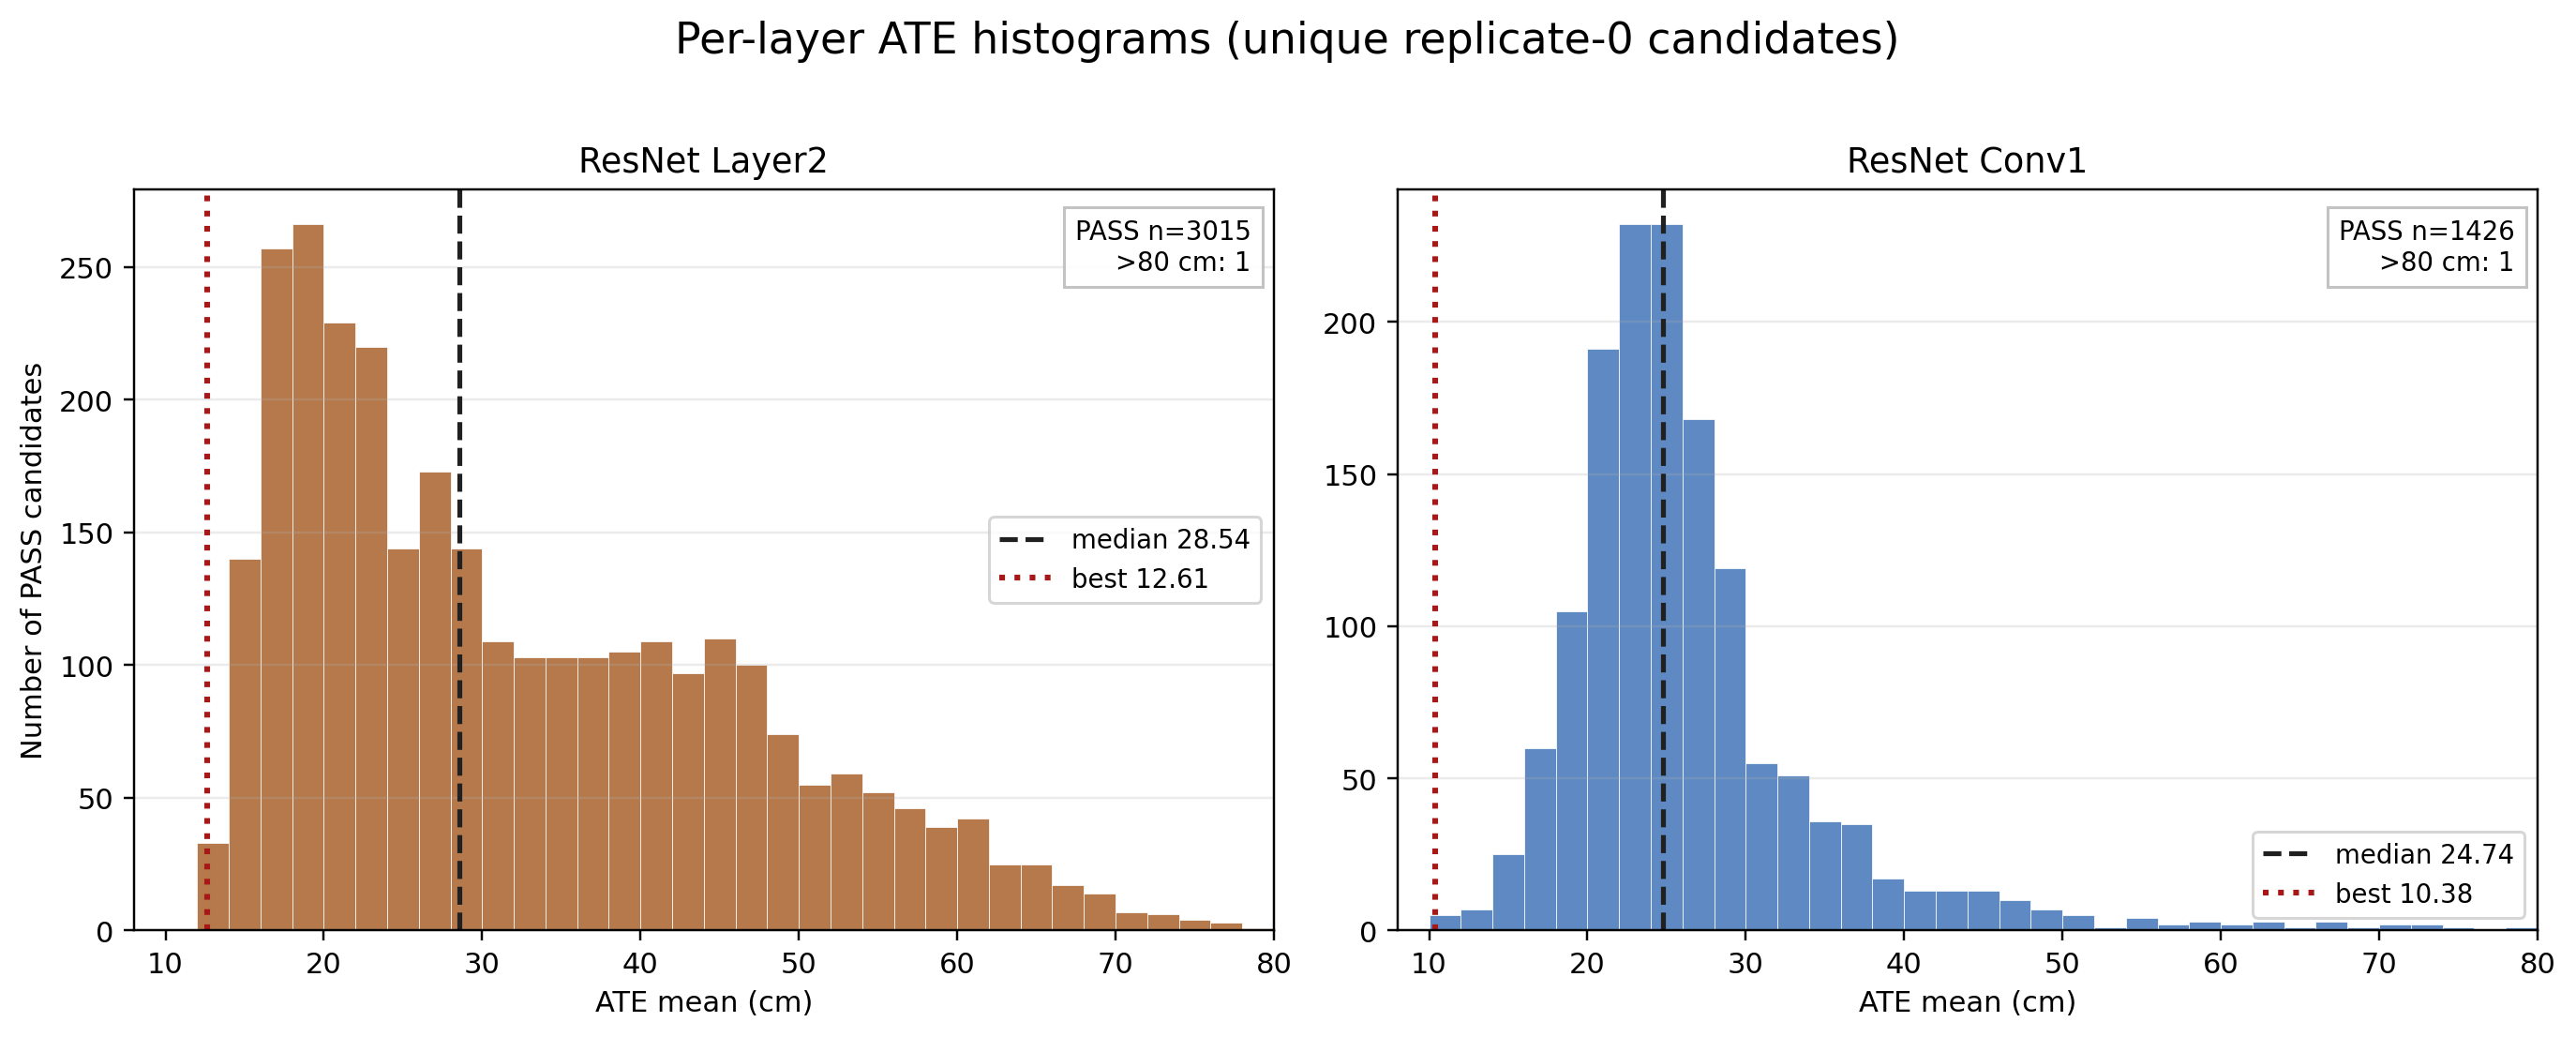 Per-layer ATE histograms (unique replicate-0 candidates)
ResNet Layer2
Number of PASS candidates
250
200
150
100
50
0
PASS n=3015
>80 cm: 1
median 28.54
best 12.61
10 20 30 40 50 60 70 80
ATE mean (cm)
ResNet Conv1
200
150
100
50
0
PASS n=1426
>80 cm: 1
median 24.74
best 10.38
10 20 30 40 50 60 70 80
ATE mean (cm)